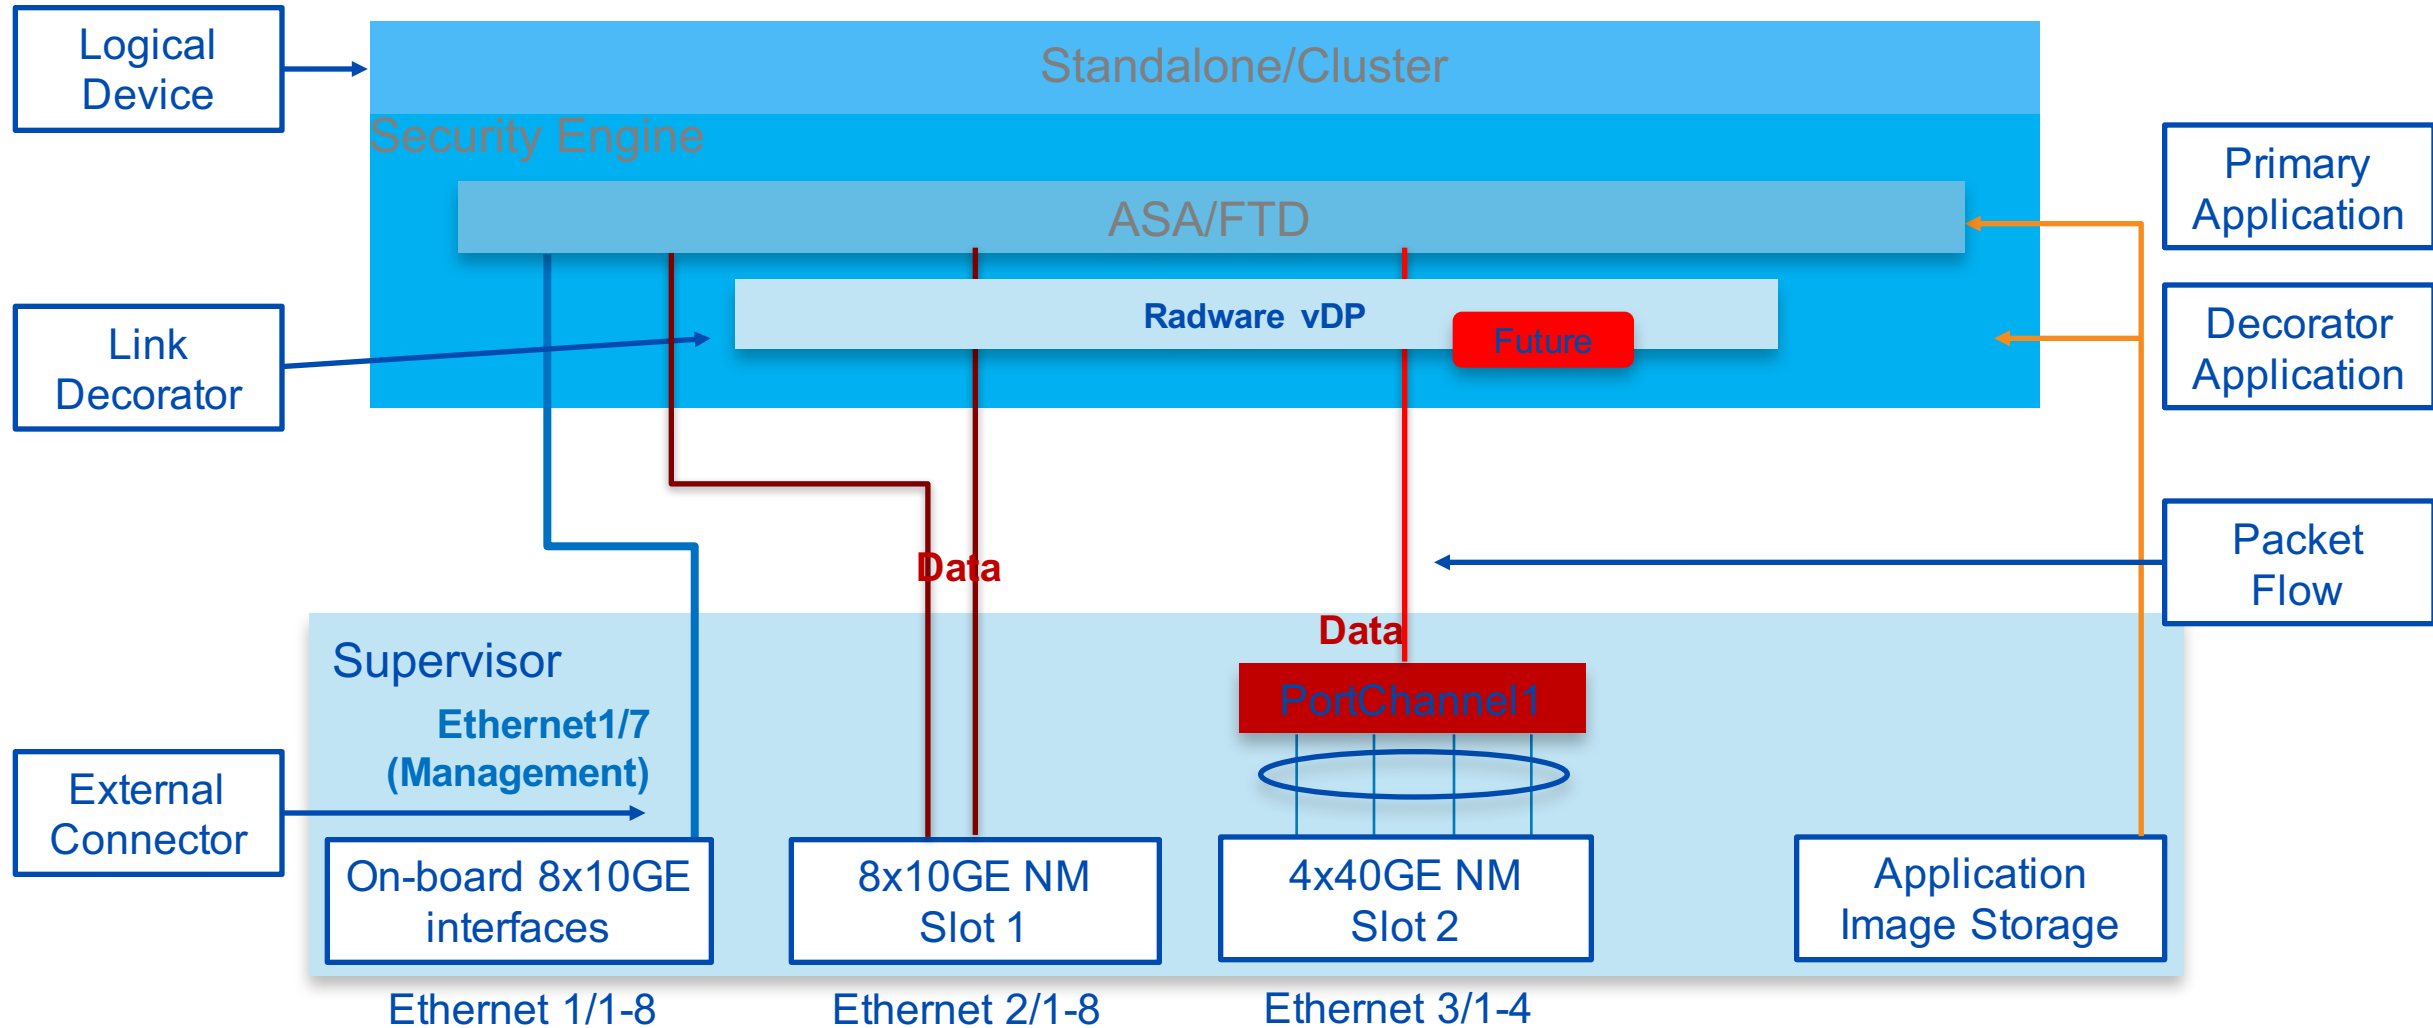 Logical
Device
Standalone/Cluster
Security Engine
Primary
Application
ASA/FTD
Link
Decorator
Radware vDP
Future
Decorator
Application
Packet
Flow
Data
Data
Supervisor
Ethernet1/7
(Management)
PortChannel1
External
Connector
On-board 8x10GE
interfaces
8x10GE NM
Slot 1
4x40GE NM
Slot 2
Application
Image Storage
Ethernet 1/1-8
Ethernet 2/1-8
Ethernet 3/1-4